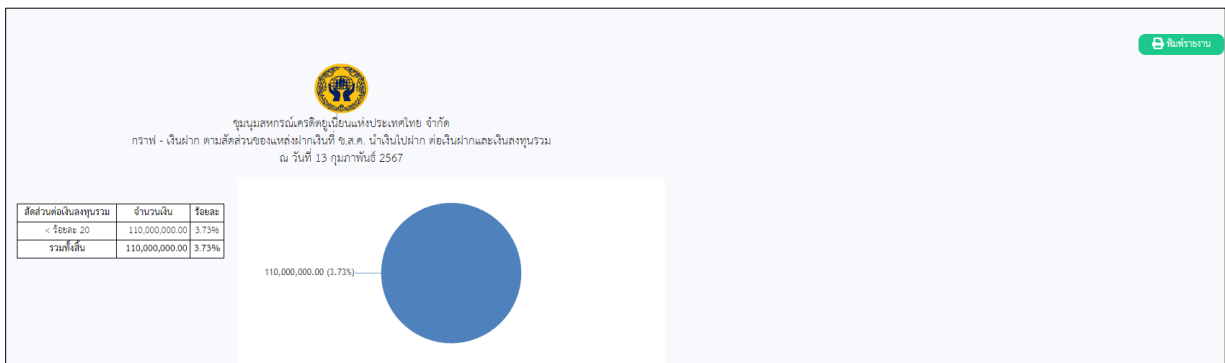 พิมพ์รายงาน
ชุมนุมสหกรณ์เครดิตยูเนี่ยนแห่งประเทศไทย จำกัด
กราฟ - เงินฝาก ตามสัดส่วนของแหล่งฝากเงินที่ ช.ส.ค. นำเงินไปฝาก ต่อเงินฝากและเงินลงทุนรวม
ณ วันที่ 13 กุมภาพันธ์ 2567
สัดส่วนต่อเงินลงทุนรวม จำนวนเงิน ร้อยละ
< ร้อยละ 20 110,000,000.00 3.73%
รวมทั้งสิ้น 110,000,000.00 3.73%
110,000,000.00 (3.73%)